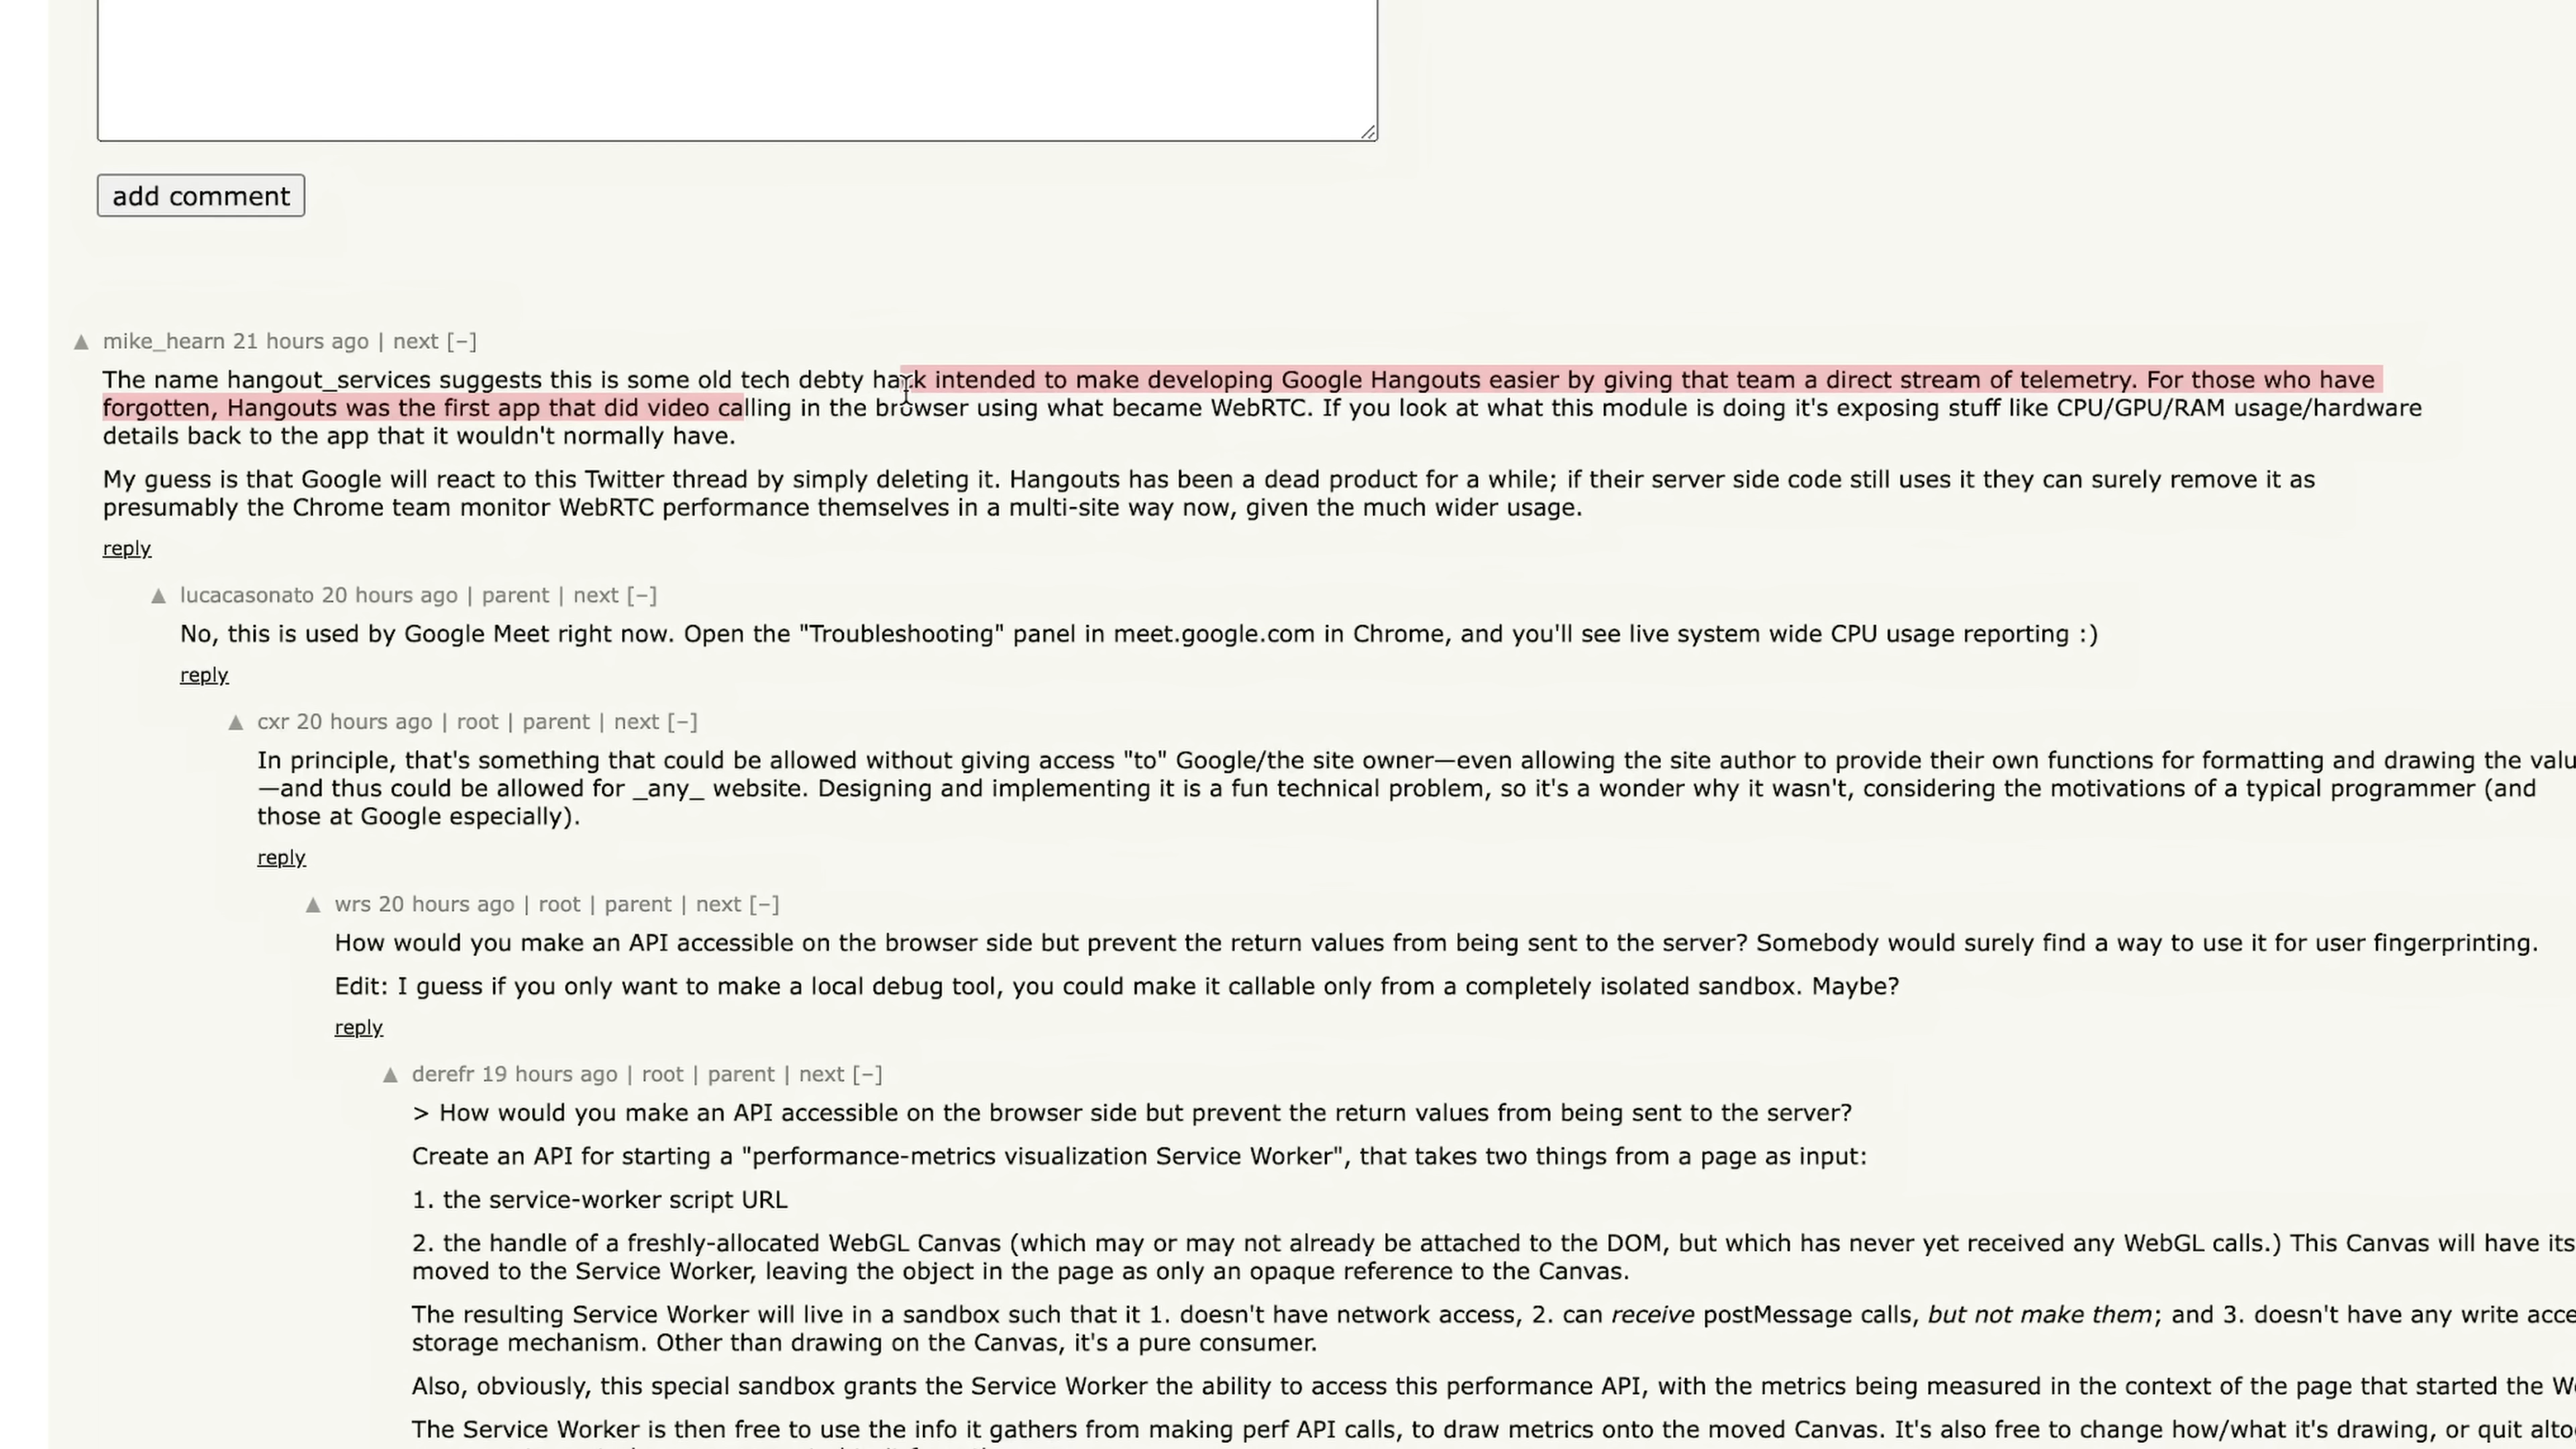 add comment
▲ mike_hearn 21 hours ago | next [–]
The name hangout_services suggests this is some old tech debty hack intended to make developing Google Hangouts easier by giving that team a direct stream of telemetry. For those who have
forgotten, Hangouts was the first app that did video calling in the browser using what became WebRTC. If you look at what this module is doing it's exposing stuff like CPU/GPU/RAM usage/hardware
details back to the app that it wouldn't normally have.
My guess is that Google will react to this Twitter thread by simply deleting it. Hangouts has been a dead product for a while; if their server side code still uses it they can surely remove it as
presumably the Chrome team monitor WebRTC performance themselves in a multi-site way now, given the much wider usage.
reply
▲ lucacasonato 20 hours ago | parent | next [–]
No, this is used by Google Meet right now. Open the "Troubleshooting" panel in meet.google.com in Chrome, and you'll see live system wide CPU usage reporting :)
reply
▲ cxr 20 hours ago | root | parent | next [–]
In principle, that's something that could be allowed without giving access "to" Google/the site owner—even allowing the site author to provide their own functions for formatting and drawing the valu
—and thus could be allowed for _any_ website. Designing and implementing it is a fun technical problem, so it's a wonder why it wasn't, considering the motivations of a typical programmer (and
those at Google especially).
reply
▲ wrs 20 hours ago | root | parent | next [–]
How would you make an API accessible on the browser side but prevent the return values from being sent to the server? Somebody would surely find a way to use it for user fingerprinting.
Edit: I guess if you only want to make a local debug tool, you could make it callable only from a completely isolated sandbox. Maybe?
reply
▲ derefr 19 hours ago | root | parent | next [–]
> How would you make an API accessible on the browser side but prevent the return values from being sent to the server?
Create an API for starting a "performance-metrics visualization Service Worker", that takes two things from a page as input:
1. the service-worker script URL
2. the handle of a freshly-allocated WebGL Canvas (which may or may not already be attached to the DOM, but which has never yet received any WebGL calls.) This Canvas will have its
moved to the Service Worker, leaving the object in the page as only an opaque reference to the Canvas.
The resulting Service Worker will live in a sandbox such that it 1. doesn't have network access, 2. can receive postMessage calls, but not make them; and 3. doesn't have any write acce
storage mechanism. Other than drawing on the Canvas, it's a pure consumer.
Also, obviously, this special sandbox grants the Service Worker the ability to access this performance API, with the metrics being measured in the context of the page that started the W
The Service Worker is then free to use the info it gathers from making perf API calls, to draw metrics onto the moved Canvas. It's also free to change how/what it's drawing, or quit alto